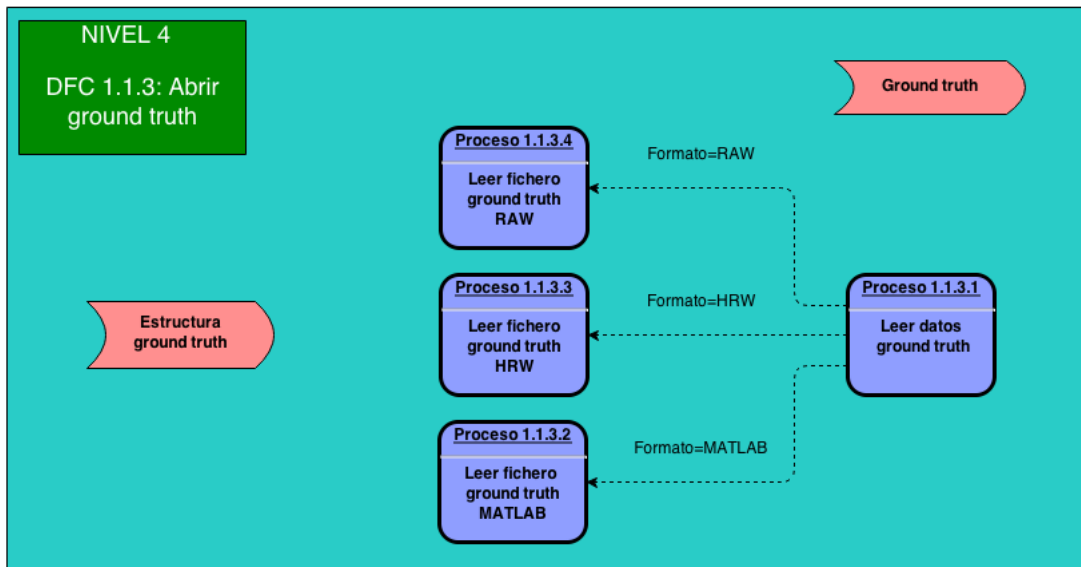 NIVEL 4
DFC 1.1.3: Abrir
ground truth
Ground truth
Proceso 1.1.3.4
Leer fichero
ground truth
RAW
Formato=RAW
Proceso 1.1.3.3
Leer fichero
ground truth
HRW
Formato=HRW
Proceso 1.1.3.1
Leer datos
ground truth
Estructura
ground truth
Proceso 1.1.3.2
Leer fichero
ground truth
MATLAB
Formato=MATLAB